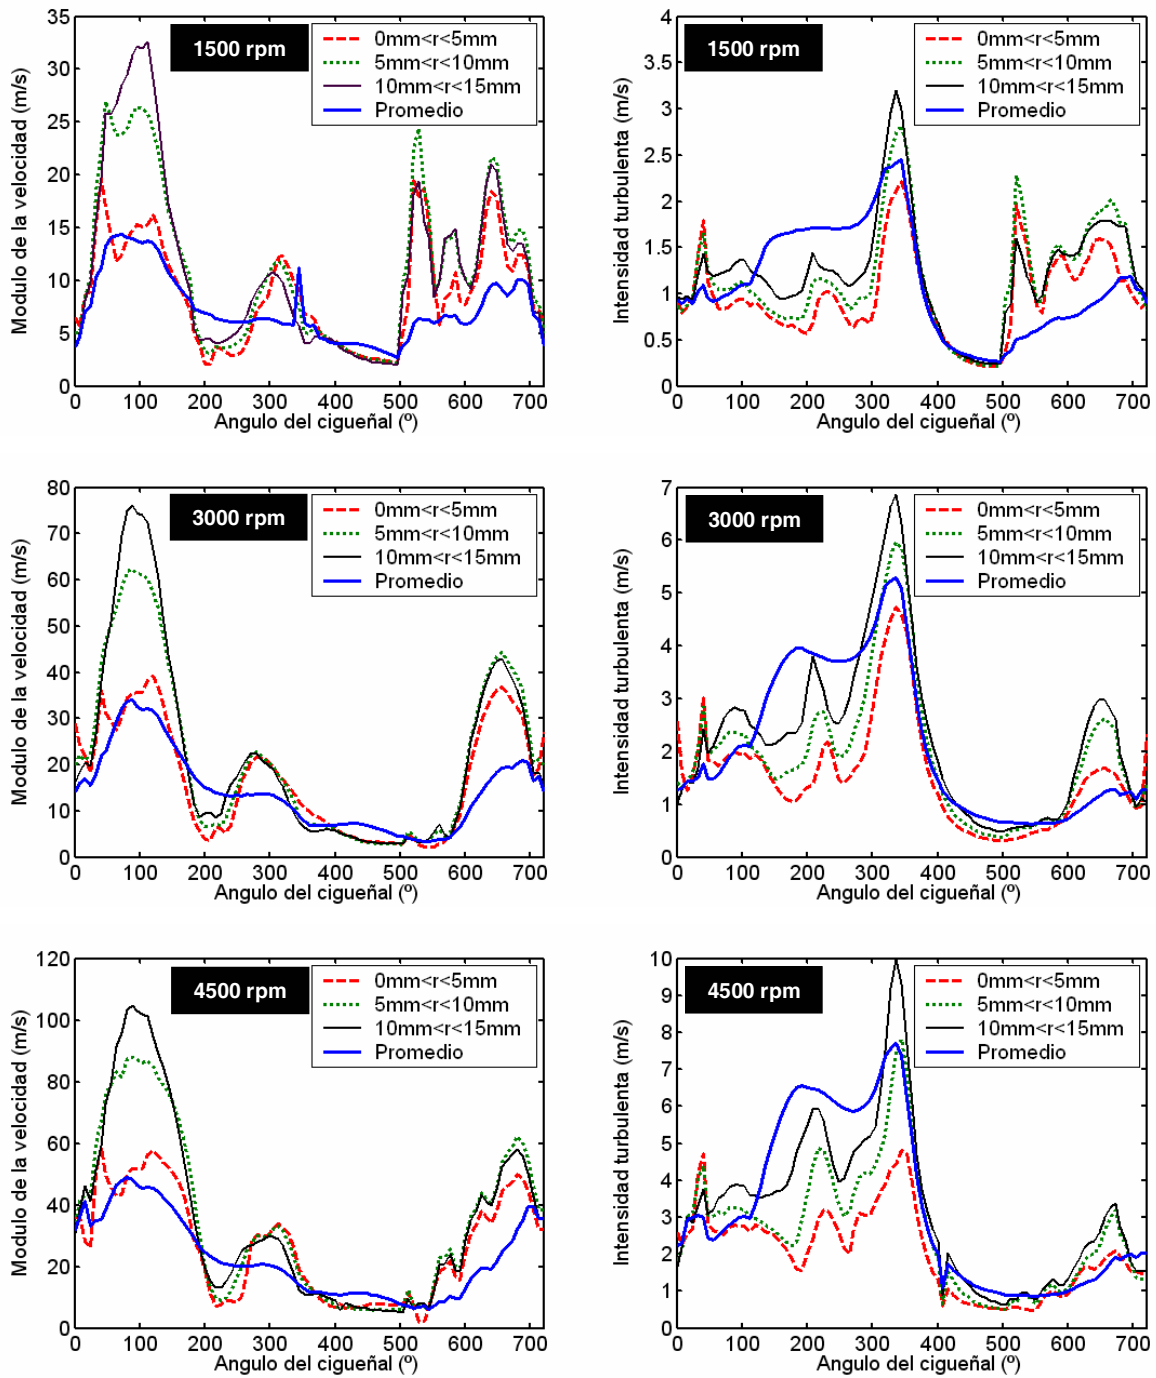 1500 rpm
0mm<r<5mm
5mm<r<10mm
10mm<r<15mm
Promedio
Modulo de la velocidad (m/s)
35
30
25
20
15
10
5
0
0 100 200 300 400 500 600 700
Angulo del cigueñal (º)
1500 rpm
0mm<r<5mm
5mm<r<10mm
10mm<r<15mm
Promedio
Intensidad turbulenta (m/s)
4
3.5
3
2.5
2
1.5
1
0.5
0
0 100 200 300 400 500 600 700
Angulo del cigueñal (º)
3000 rpm
0mm<r<5mm
5mm<r<10mm
10mm<r<15mm
Promedio
Modulo de la velocidad (m/s)
80
70
60
50
40
30
20
10
0
0 100 200 300 400 500 600 700
Angulo del cigueñal (º)
3000 rpm
0mm<r<5mm
5mm<r<10mm
10mm<r<15mm
Promedio
Intensidad turbulenta (m/s)
7
6
5
4
3
2
1
0
0 100 200 300 400 500 600 700
Angulo del cigueñal (º)
4500 rpm
0mm<r<5mm
5mm<r<10mm
10mm<r<15mm
Promedio
Modulo de la velocidad (m/s)
120
100
80
60
40
20
0
0 100 200 300 400 500 600 700
Angulo del cigueñal (º)
4500 rpm
0mm<r<5mm
5mm<r<10mm
10mm<r<15mm
Promedio
Intensidad turbulenta (m/s)
10
9
8
7
6
5
4
3
2
1
0
0 100 200 300 400 500 600 700
Angulo del cigueñal (º)